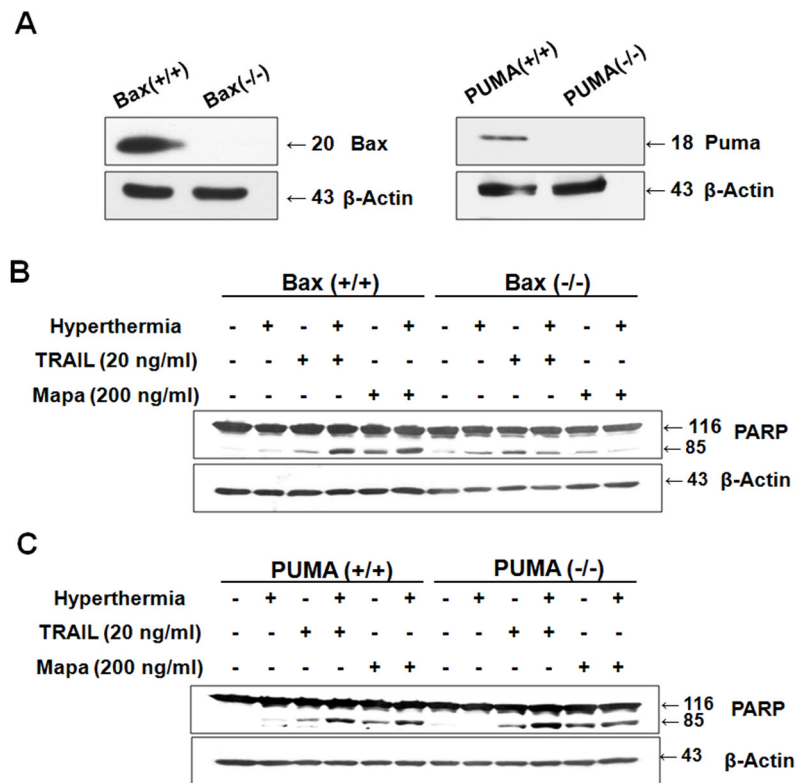 A
Bax(+/+) Bax(-/-)
← 20 Bax
← 43 β-Actin
PUMA(+/+) PUMA(-/-)
← 18 Puma
← 43 β-Actin
B
Bax (+/+) Bax (-/-)
Hyperthermia - + - + - + - + - + - +
TRAIL (20 ng/ml) - - + + - - - - + + - -
Mapa (200 ng/ml) - - - - + + - - - - + +
← 116 PARP
← 85
← 43 β-Actin
C
PUMA (+/+) PUMA (-/-)
Hyperthermia - + - + - + - + - + - +
TRAIL (20 ng/ml) - - + + - - - - + + - -
Mapa (200 ng/ml) - - - - + + - - - - + +
← 116 PARP
← 85
← 43 β-Actin